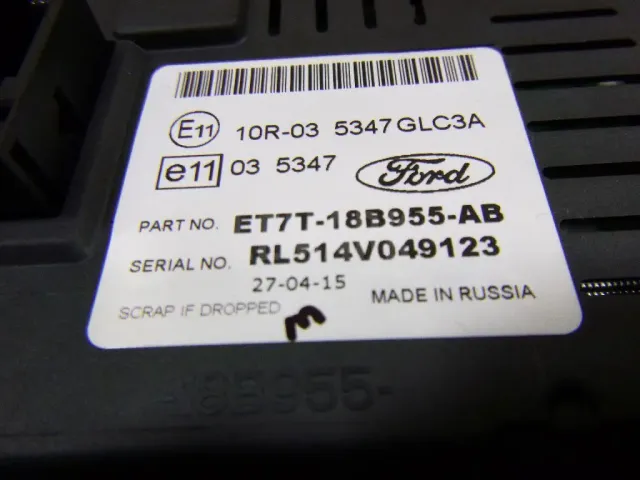 E11 10R-03 5347 GLC3A
e11 03 5347 Ford
PART NO. ET7T-18B955-AB
SERIAL NO. RL514V049123
27-04-15 MADE IN RUSSIA
SCRAP IF DROPPED
-18B955-